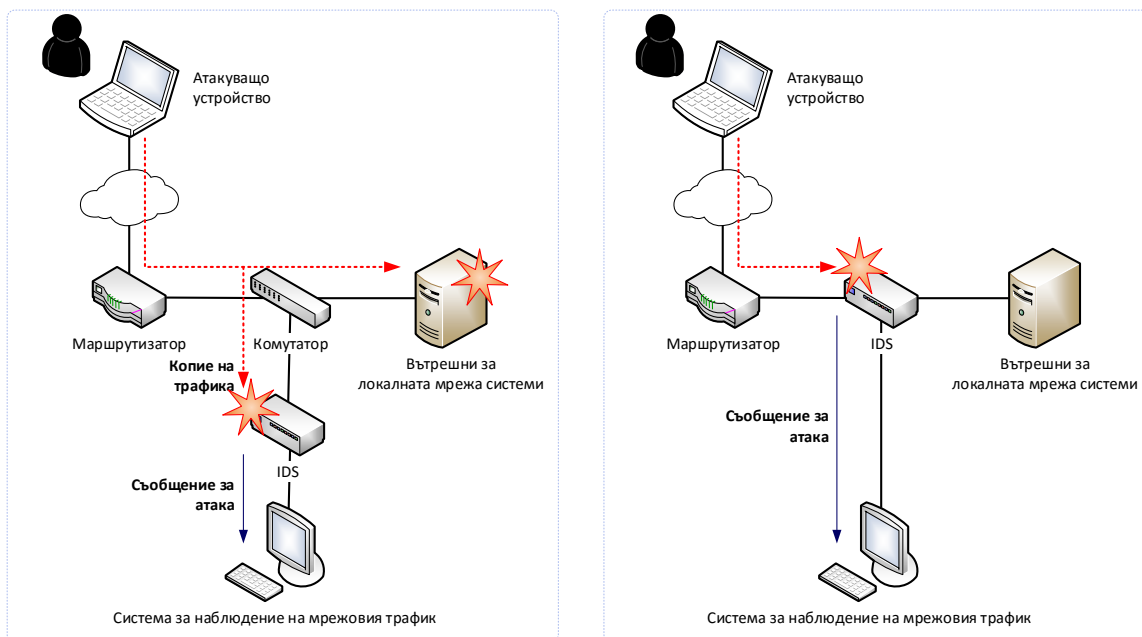 Атакуващо
устройство
Маршрутизатор
Комутатор
Вътрешни за
локалната мрежа системи
Копие на
трафика
IDS
Съобщение за
атака
Система за наблюдение на мрежовия трафик
Атакуващо
устройство
Маршрутизатор
IDS
Вътрешни за
локалната мрежа системи
Съобщение за
атака
Система за наблюдение на мрежовия трафик